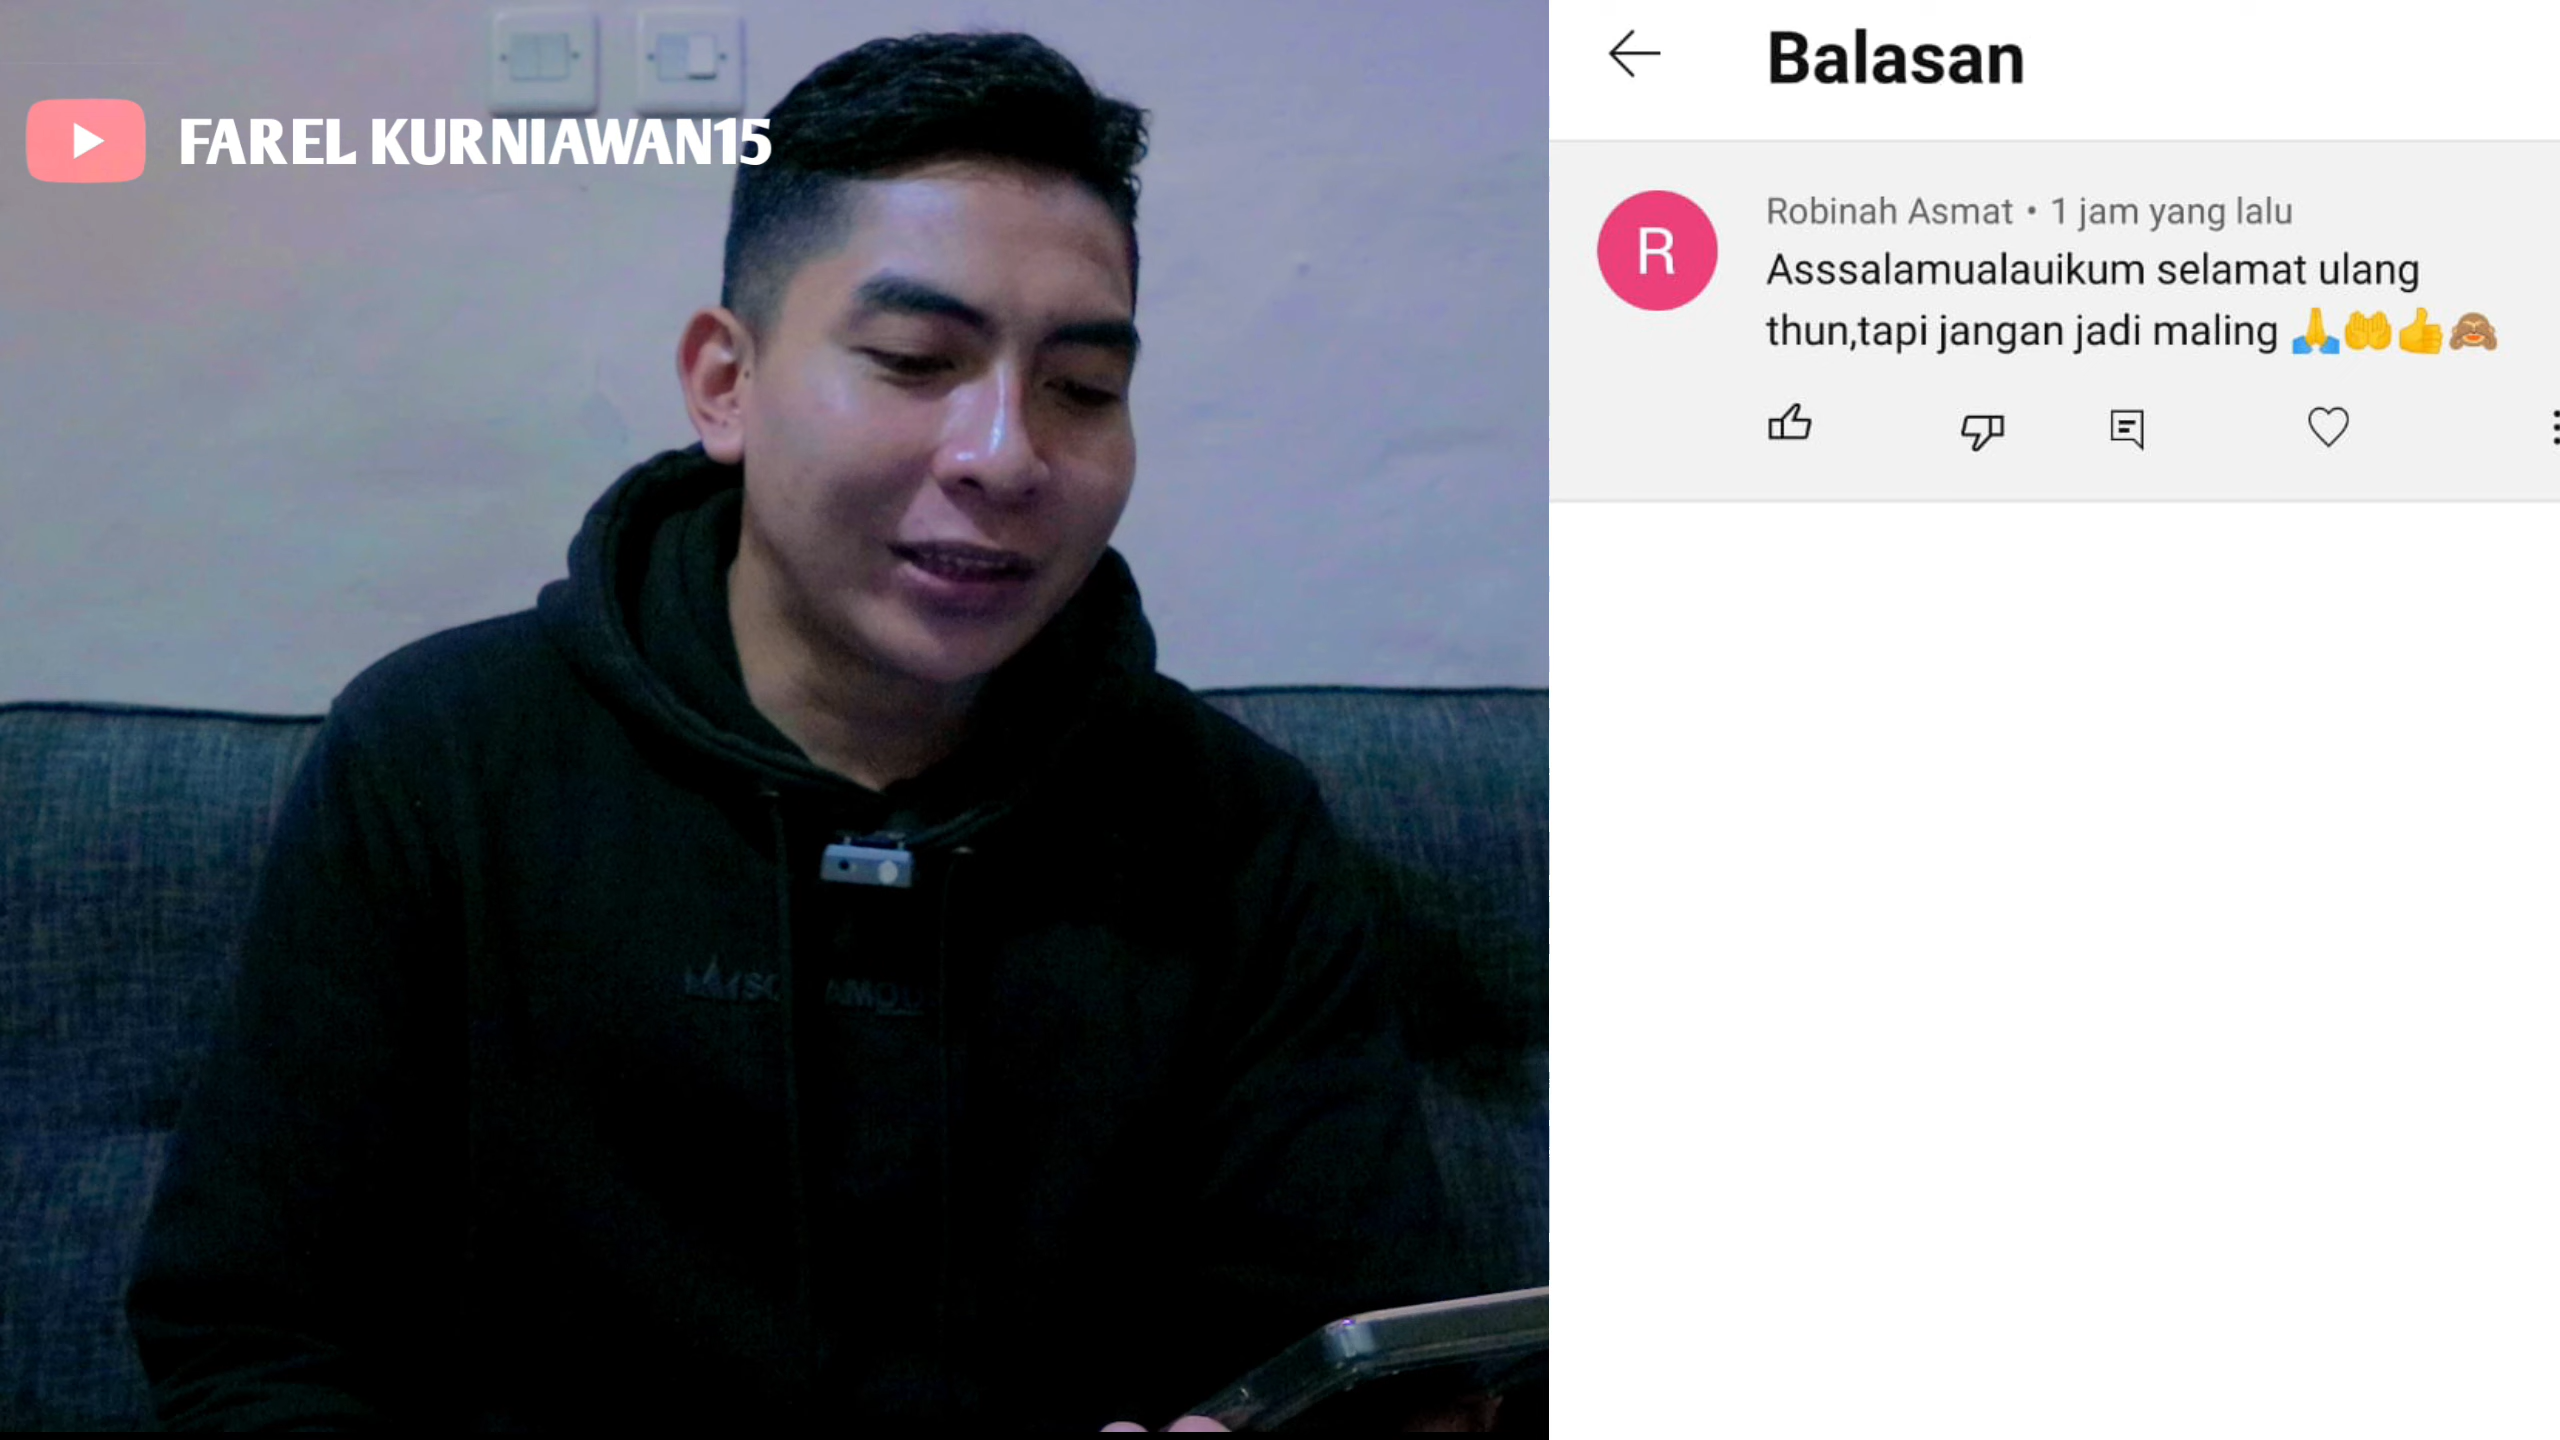 FAREL KURNIAWAN15
Balasan
R
Robinah Asmat • 1 jam yang lalu
Asssalamualauikum selamat ulang
thun,tapi jangan jadi maling 🙏🤲👍🙈